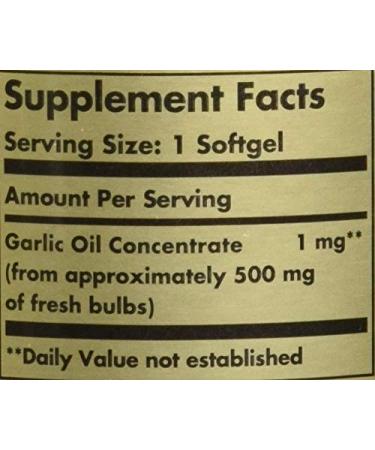 Supplement Facts
Serving Size: 1 Softgel
Amount Per Serving
Garlic Oil Concentrate 1 mg**
(from approximately 500 mg
of fresh bulbs)
**Daily Value not established